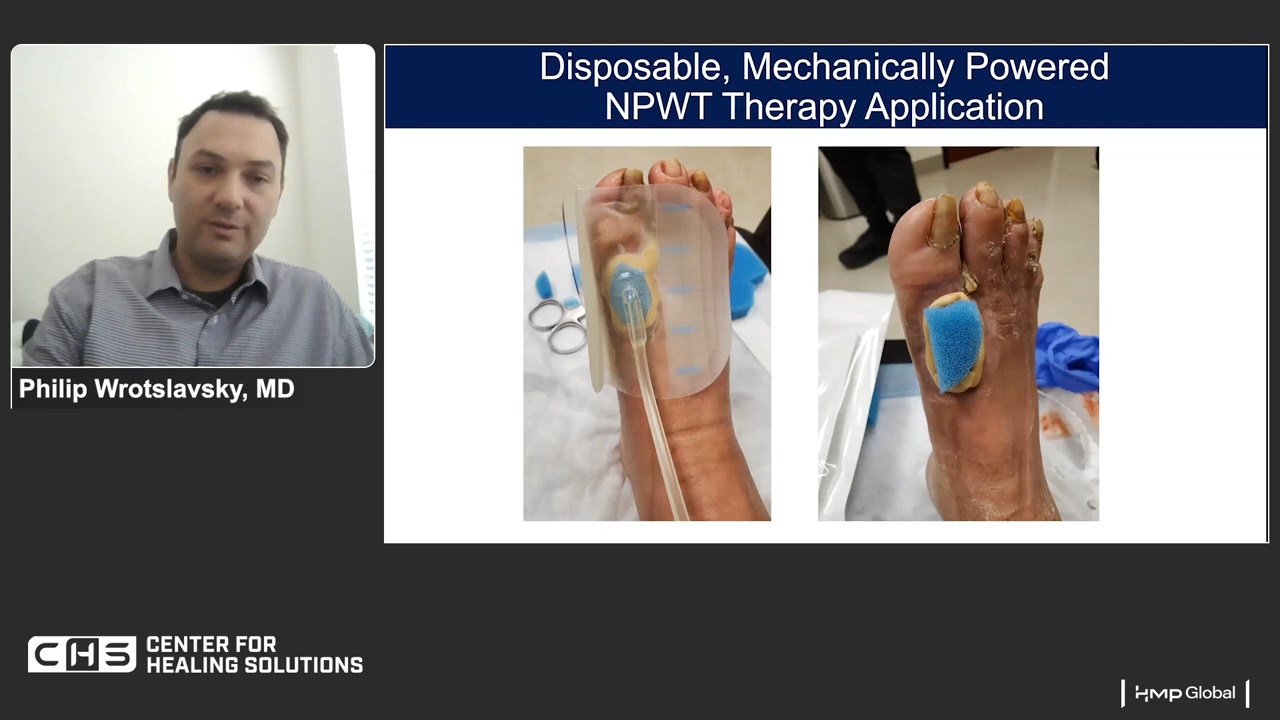 Disposable, Mechanically Powered
NPWT Therapy Application
Philip Wrotslavsky, MD
CHS
CENTER FOR
HEALING SOLUTIONS
HMP Global